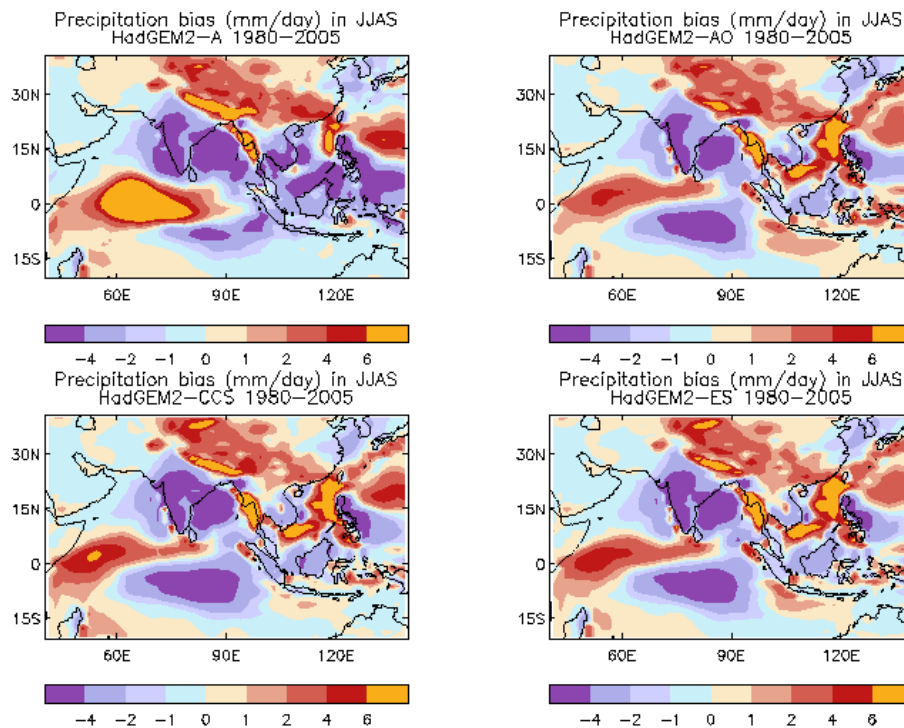 Precipitation bias (mm/day) in JJAS
HadGEM2-A 1980-2005
30N
15N
0
15S
60E 90E 120E
-4 -2 -1 0 1 2 4 6
Precipitation bias (mm/day) in JJAS
HadGEM2-AO 1980-2005
30N
15N
0
15S
60E 90E 120E
-4 -2 -1 0 1 2 4 6
Precipitation bias (mm/day) in JJAS
HadGEM2-CCS 1980-2005
30N
15N
0
15S
60E 90E 120E
-4 -2 -1 0 1 2 4 6
Precipitation bias (mm/day) in JJAS
HadGEM2-ES 1980-2005
30N
15N
0
15S
60E 90E 120E
-4 -2 -1 0 1 2 4 6